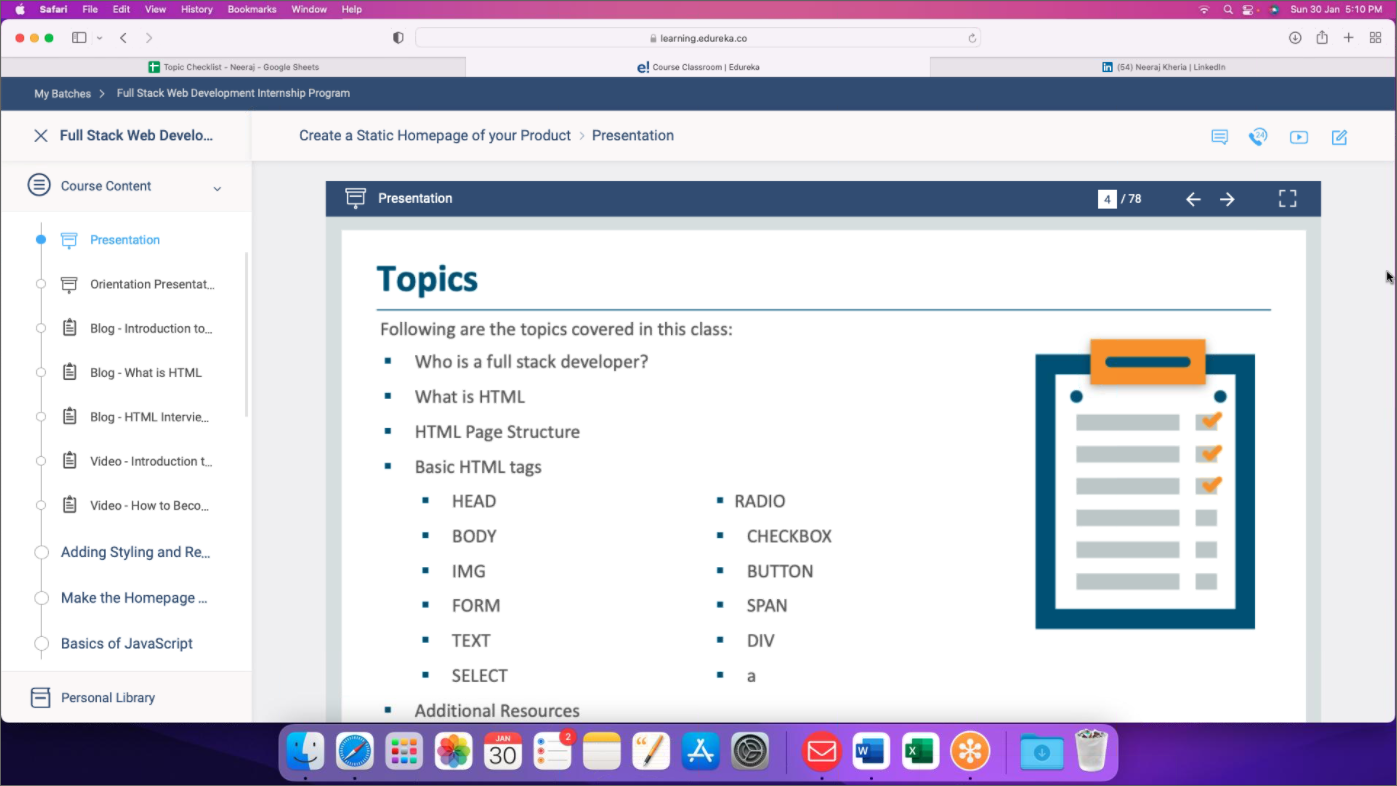 Safari File Edit View History Bookmarks Window Help Sun 30 Jan 5:10 PM
learning.edureka.co
Topic Checklist - Neeraj - Google Sheets
e! Course Classroom | Edureka
in (54) Neeraj Kheria | LinkedIn
My Batches > Full Stack Web Development Internship Program
Full Stack Web Develo...
Create a Static Homepage of your Product > Presentation
24
Course Content
Presentation
Orientation Presentat...
Blog - Introduction to...
Blog - What is HTML
Blog - HTML Intervie...
Video - Introduction t...
Video - How to Beco...
Adding Styling and Re...
Make the Homepage ...
Basics of JavaScript
Personal Library
Presentation
4 / 78
Topics
Following are the topics covered in this class:
Who is a full stack developer?
What is HTML
HTML Page Structure
Basic HTML tags
HEAD
BODY
IMG
FORM
TEXT
SELECT
RADIO
CHECKBOX
BUTTON
SPAN
DIV
a
Additional Resources
JAN
30
2
W
X